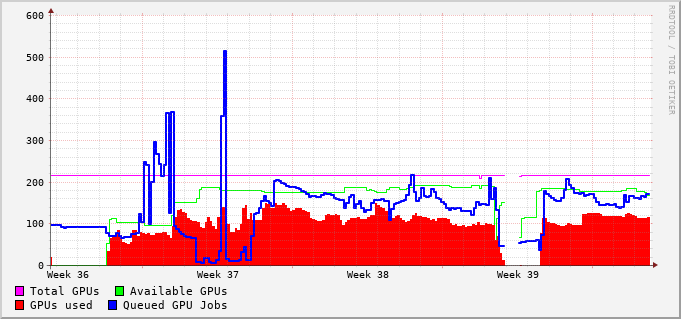 600
500
400
300
200
100
0
Week 36 Week 37 Week 38 Week 39
Total GPUs Available GPUs
GPUs used Queued GPU Jobs
RRDTOOL / TOBI OETIKER